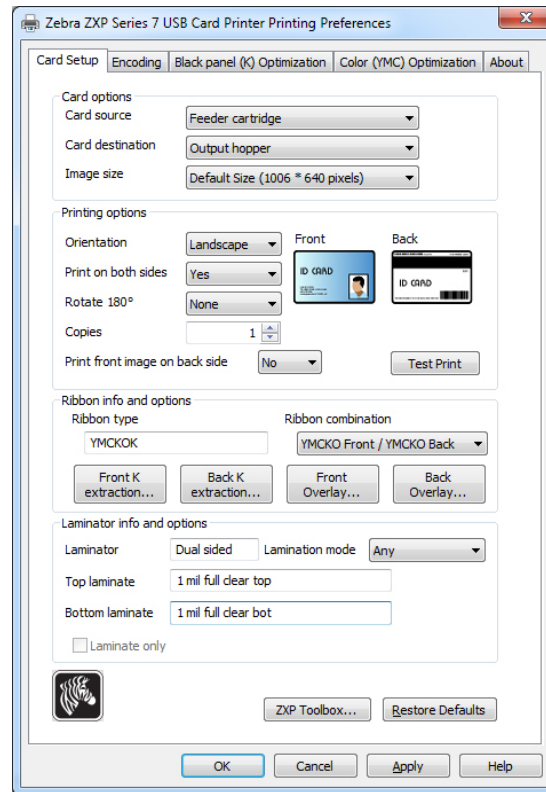 Zebra ZXP Series 7 USB Card Printer Printing Preferences
Card Setup Encoding Black panel (K) Optimization Color (YMC) Optimization About
Card options
Card source Feeder cartridge
Card destination Output hopper
Image size Default Size (1006 * 640 pixels)
Printing options
Orientation Landscape Front Back
Print on both sides Yes ID CARD ID CARD
Rotate 180° None
Copies 1
Print front image on back side No Test Print
Ribbon info and options
Ribbon type Ribbon combination
YMCKOK YMCKO Front / YMCKO Back
Front K Back K Front Back
extraction... extraction... Overlay... Overlay...
Laminator info and options
Laminator Dual sided Lamination mode Any
Top laminate 1 mil full clear top
Bottom laminate 1 mil full clear bot
Laminate only
ZXP Toolbox... Restore Defaults
OK Cancel Apply Help